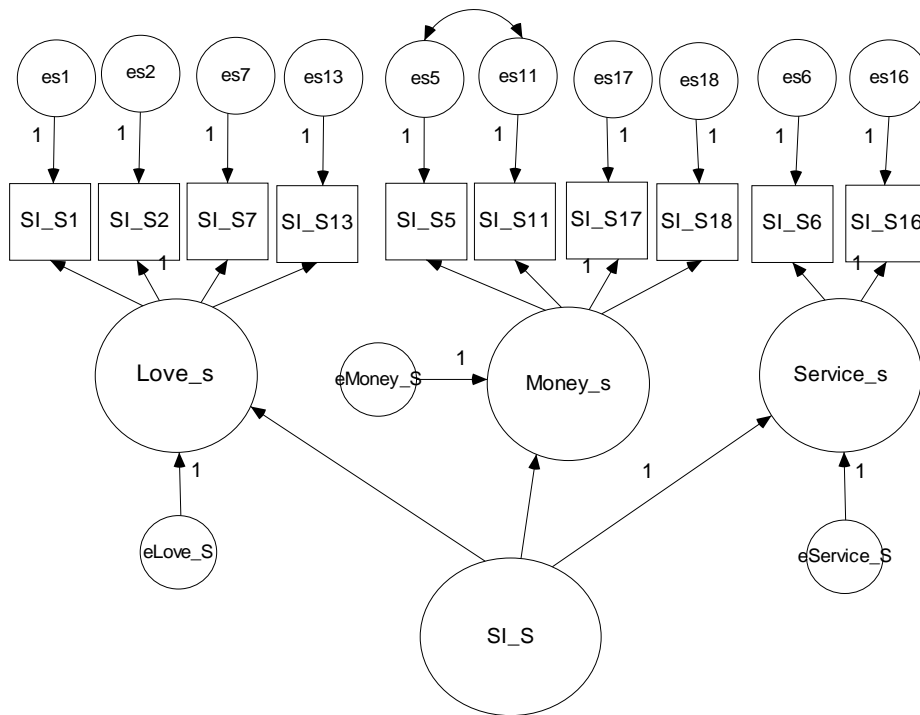 es1 es2 es7 es13 es5 es11 es17 es18 es6 es16
1 1 1 1 1 1 1 1 1 1
SI_S1 SI_S2 SI_S7 SI_S13 SI_S5 SI_S11 SI_S17 SI_S18 SI_S6 SI_S16
1 1 1
Love_s eMoney_S 1 Money_s Service_s
1 1 1
eLove_S eService_S
SI_S